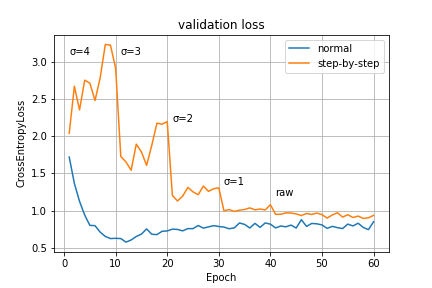 validation loss
normal
step-by-step
σ=4
σ=3
σ=2
σ=1
raw
CrossEntropyLoss
3.0
2.5
2.0
1.5
1.0
0.5
0 10 20 30 40 50 60
Epoch